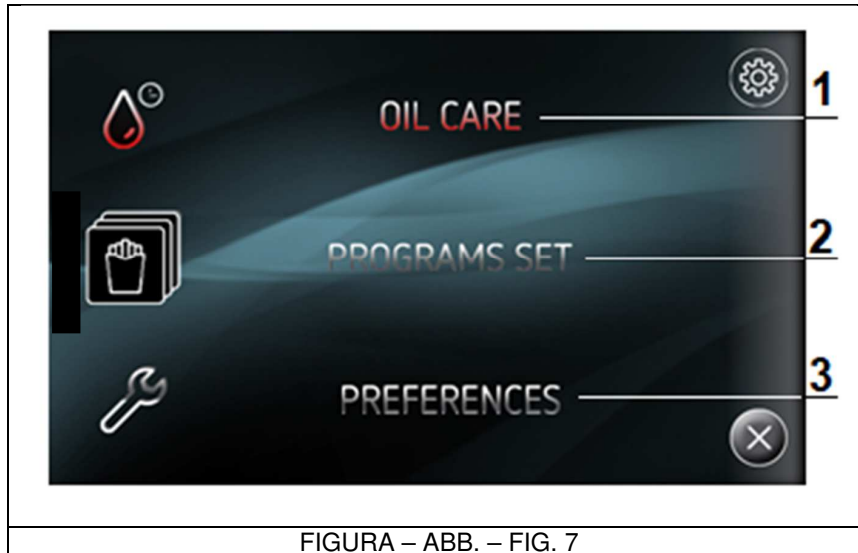 OIL CARE
1
PROGRAMS SET
2
PREFERENCES
3
FIGURA – ABB. – FIG. 7